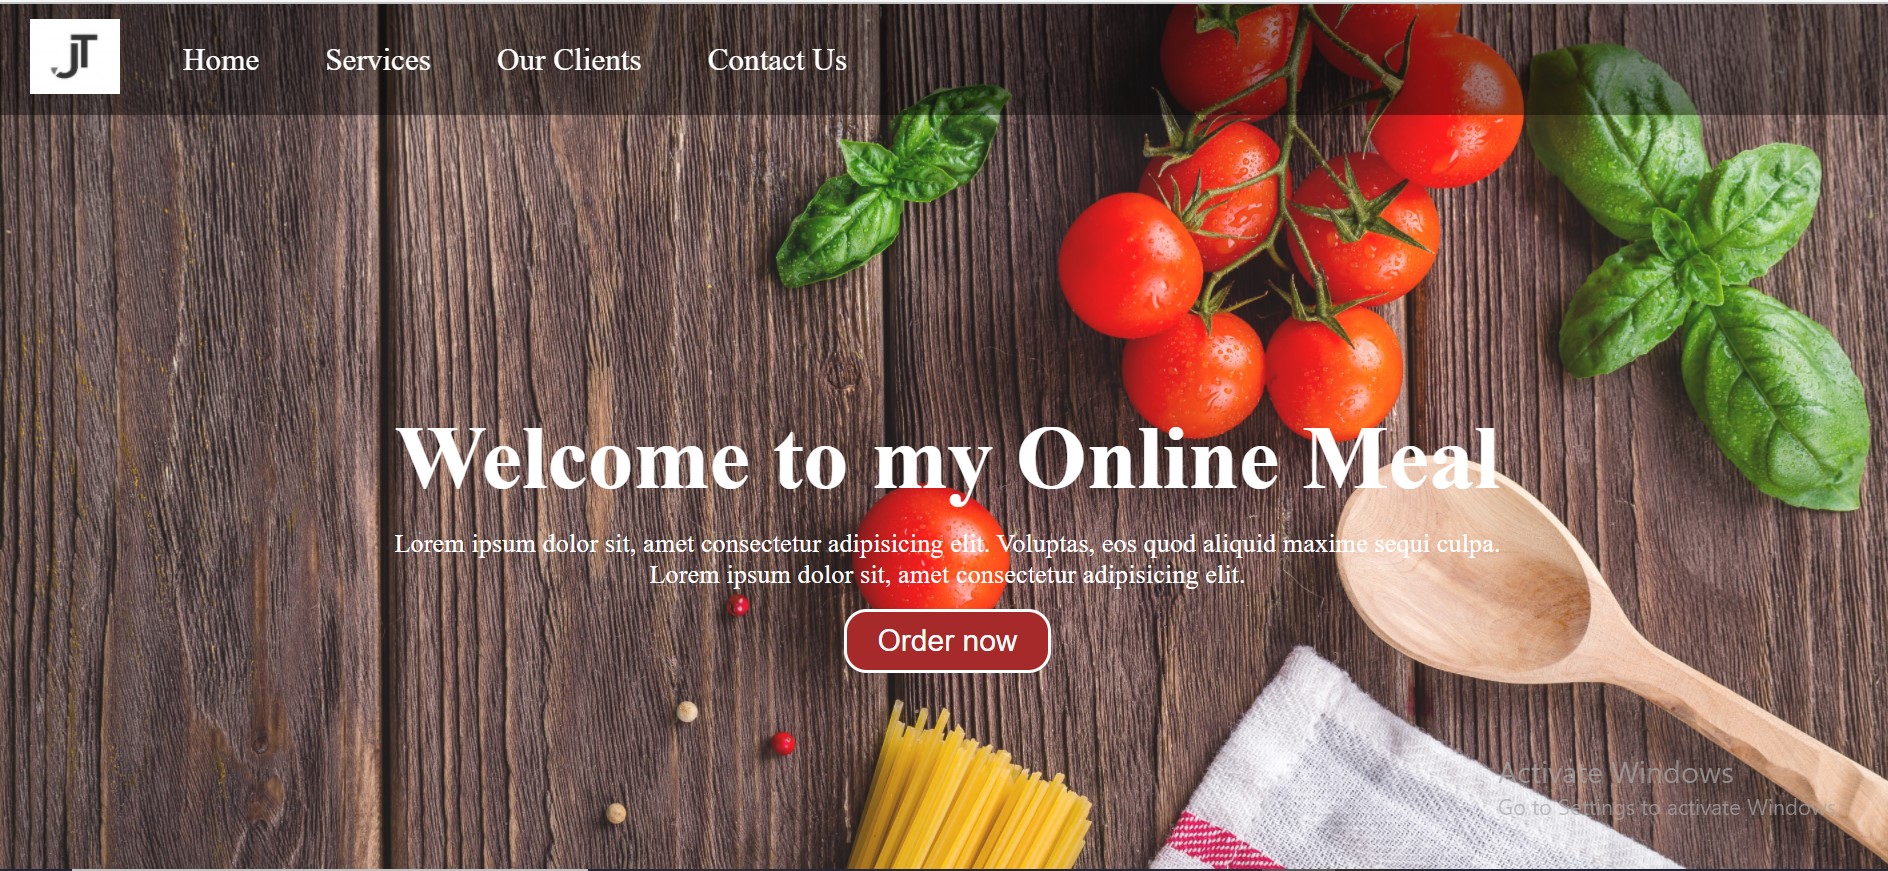 JT
Home Services Our Clients Contact Us
Welcome to my Online Meal
Lorem ipsum dolor sit, amet consectetur adipisicing elit. Voluptas, eos quod aliquid maxime sequi culpa.
Lorem ipsum dolor sit, amet consectetur adipisicing elit.
Order now
Activate Windows
Go to Settings to activate Windows